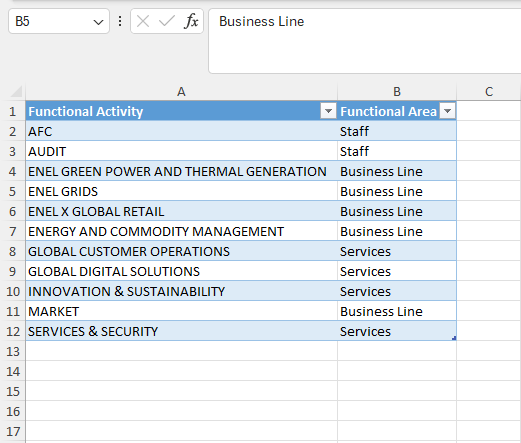 B5
fx
Business Line
A B C
1 Functional Activity Functional Area
2 AFC Staff
3 AUDIT Staff
4 ENEL GREEN POWER AND THERMAL GENERATION Business Line
5 ENEL GRIDS Business Line
6 ENEL X GLOBAL RETAIL Business Line
7 ENERGY AND COMMODITY MANAGEMENT Business Line
8 GLOBAL CUSTOMER OPERATIONS Services
9 GLOBAL DIGITAL SOLUTIONS Services
10 INNOVATION & SUSTAINABILITY Services
11 MARKET Business Line
12 SERVICES & SECURITY Services
13
14
15
16
17